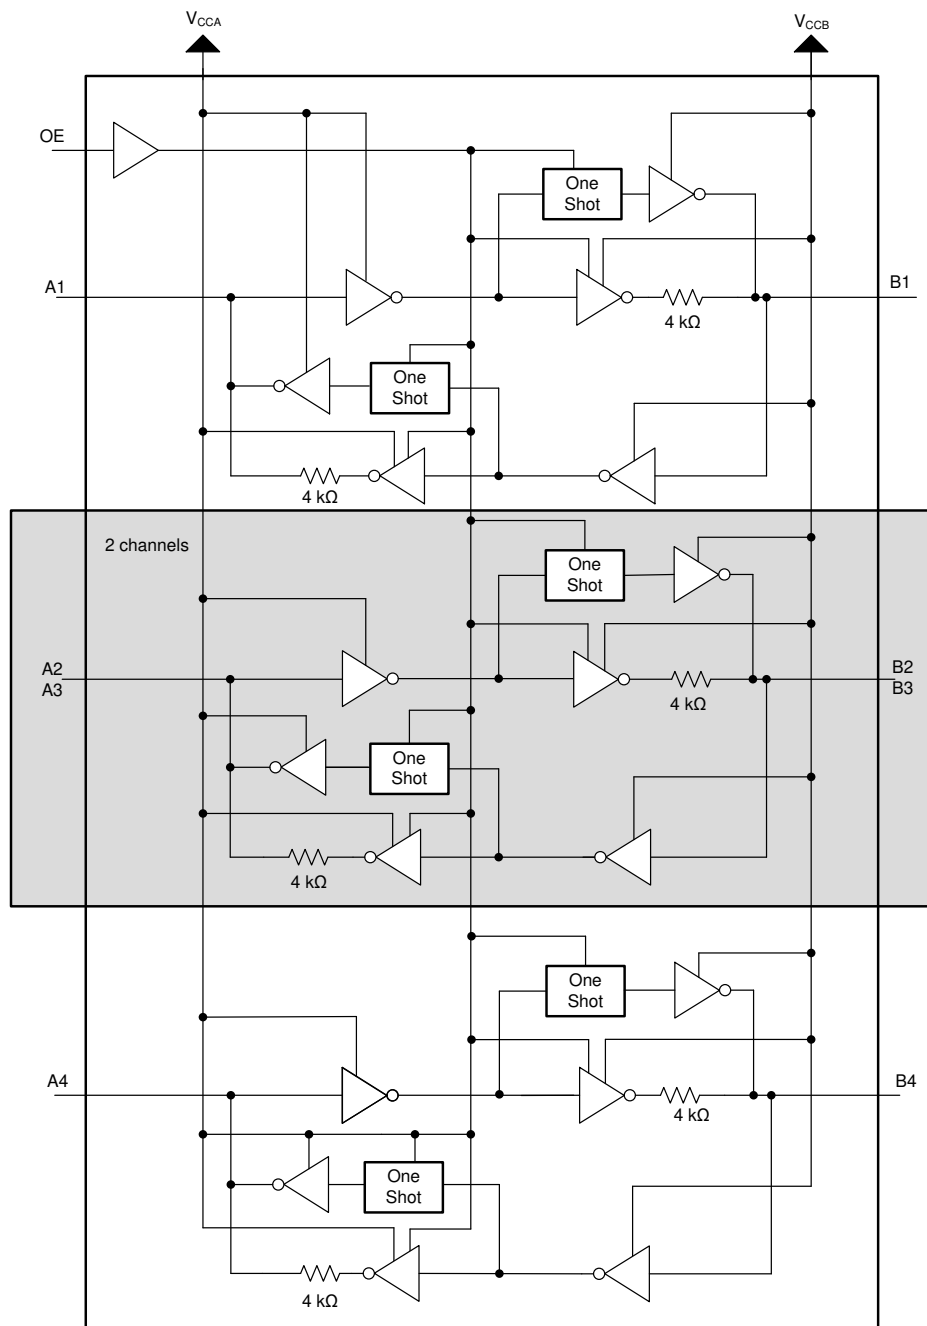 VCCA
VCCB
OE
One
Shot
A1
B1
4 kΩ
One
Shot
4 kΩ
2 channels
One
Shot
A2
A3
B2
B3
4 kΩ
One
Shot
4 kΩ
One
Shot
A4
B4
4 kΩ
One
Shot
4 kΩ